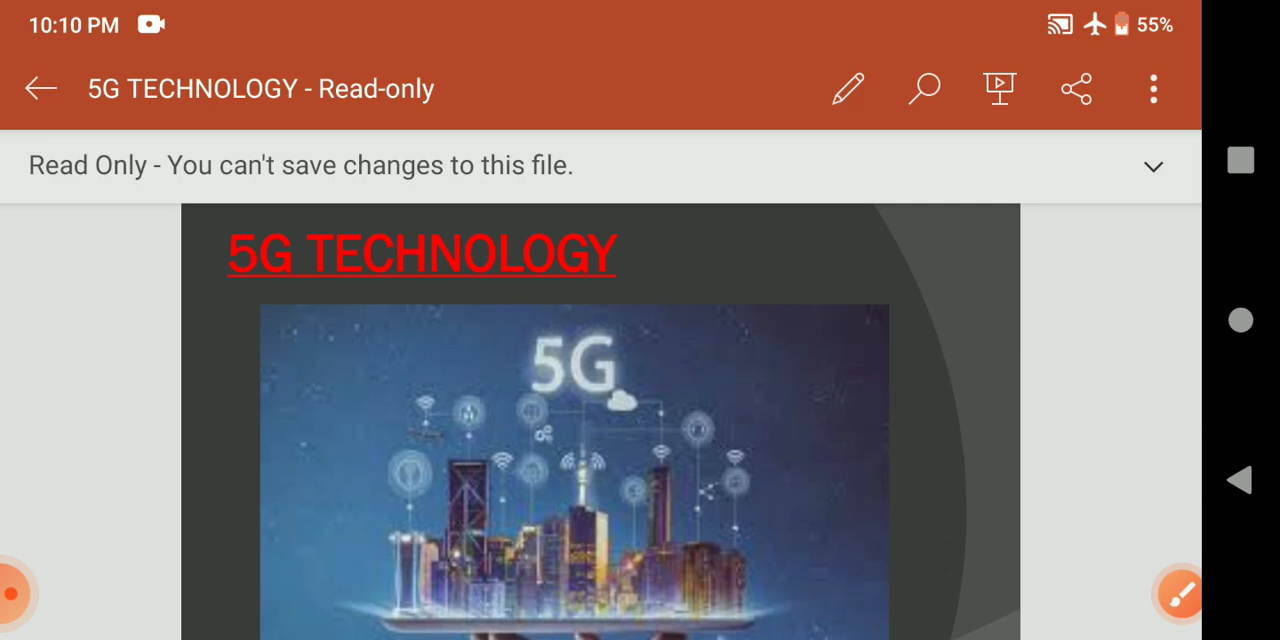 10:10 PM
55%
5G TECHNOLOGY - Read-only
Read Only - You can't save changes to this file.
5G TECHNOLOGY
5G